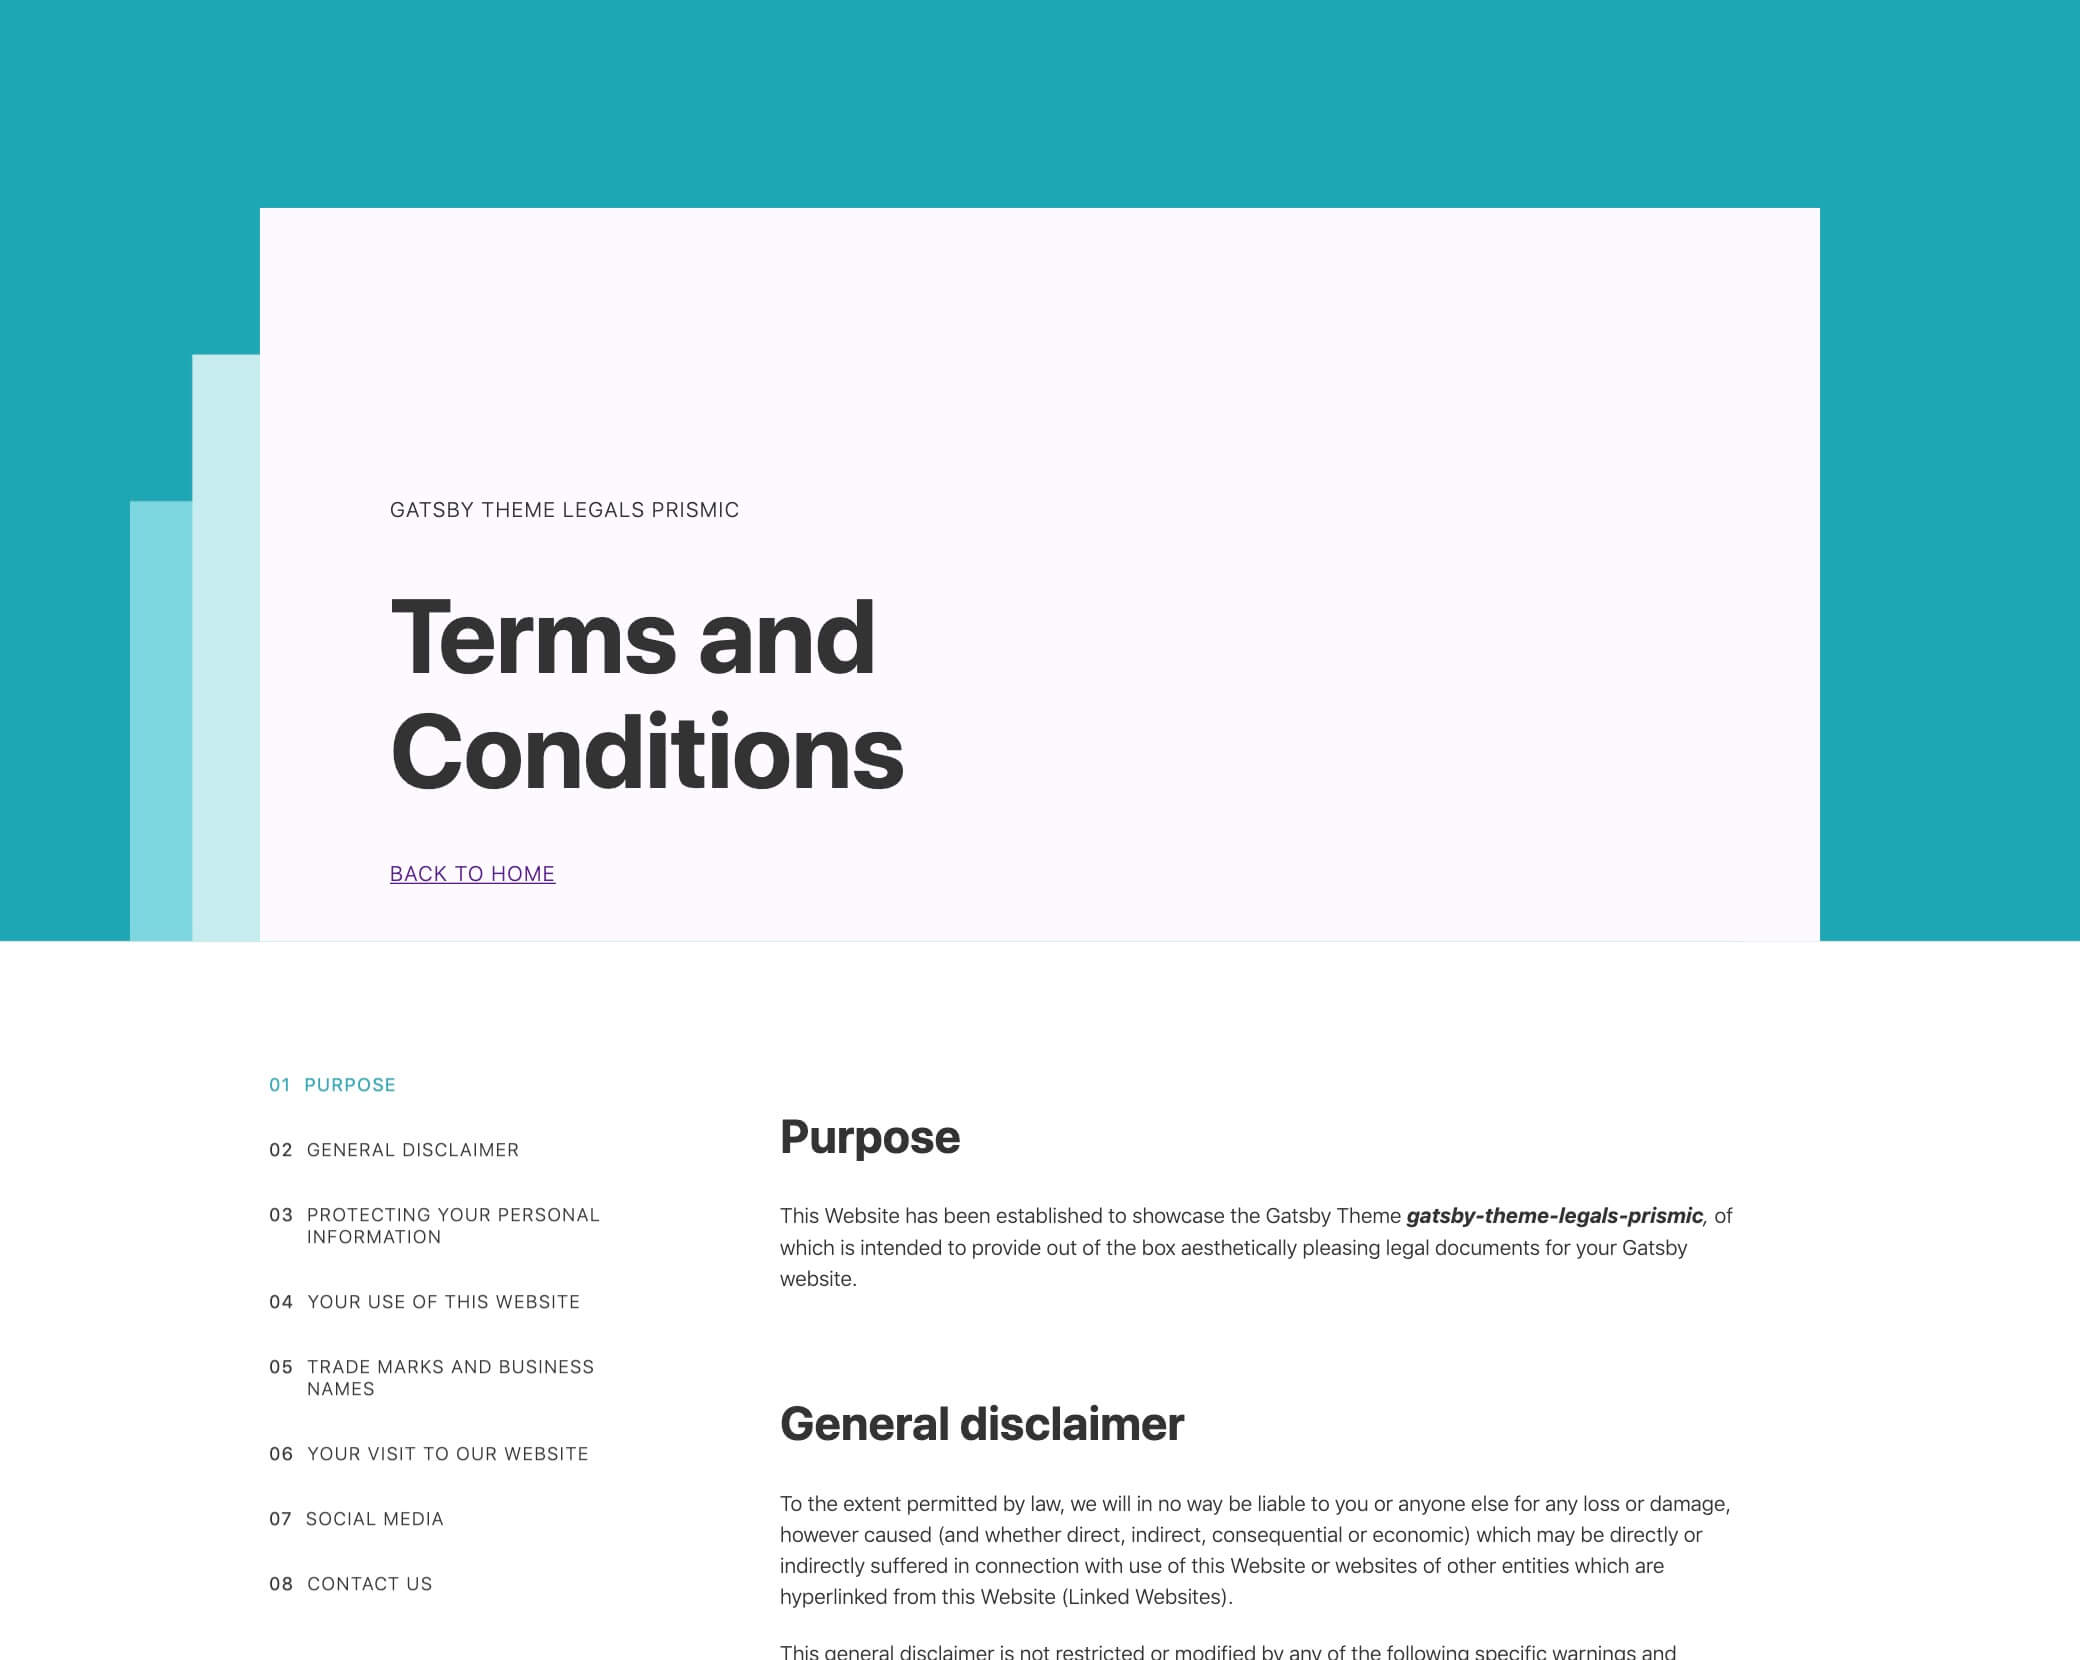 GATSBY THEME LEGALS PRISMIC
Terms and
Conditions
BACK TO HOME
01 PURPOSE
02 GENERAL DISCLAIMER
03 PROTECTING YOUR PERSONAL
INFORMATION
04 YOUR USE OF THIS WEBSITE
05 TRADE MARKS AND BUSINESS
NAMES
06 YOUR VISIT TO OUR WEBSITE
07 SOCIAL MEDIA
08 CONTACT US
Purpose
This Website has been established to showcase the Gatsby Theme gatsby-theme-legals-prismic, of
which is intended to provide out of the box aesthetically pleasing legal documents for your Gatsby
website.
General disclaimer
To the extent permitted by law, we will in no way be liable to you or anyone else for any loss or damage,
however caused (and whether direct, indirect, consequential or economic) which may be directly or
indirectly suffered in connection with use of this Website or websites of other entities which are
hyperlinked from this Website (Linked Websites).
This general disclaimer is not restricted or modified by any of the following specific warnings and